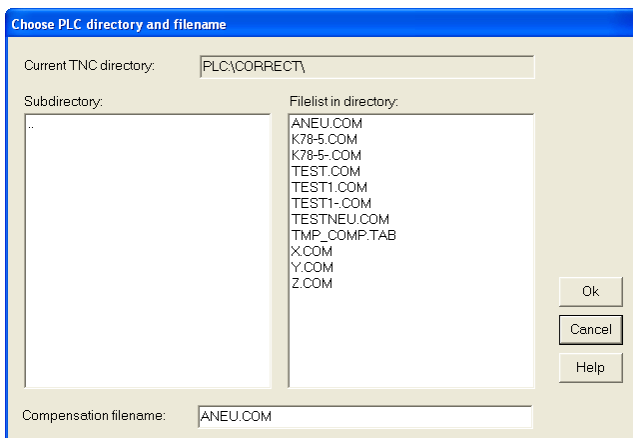 Choose PLC directory and filename
Current TNC directory: PLC:\CORRECT\
Subdirectory: Filelist in directory:
..
ANEU.COM
K78-5.COM
K78-5-.COM
TEST.COM
TEST1.COM
TEST1-.COM
TESTNEU.COM
TMP_COMP.TAB
X.COM
Y.COM
Z.COM
Ok
Cancel
Help
Compensation filename: ANEU.COM